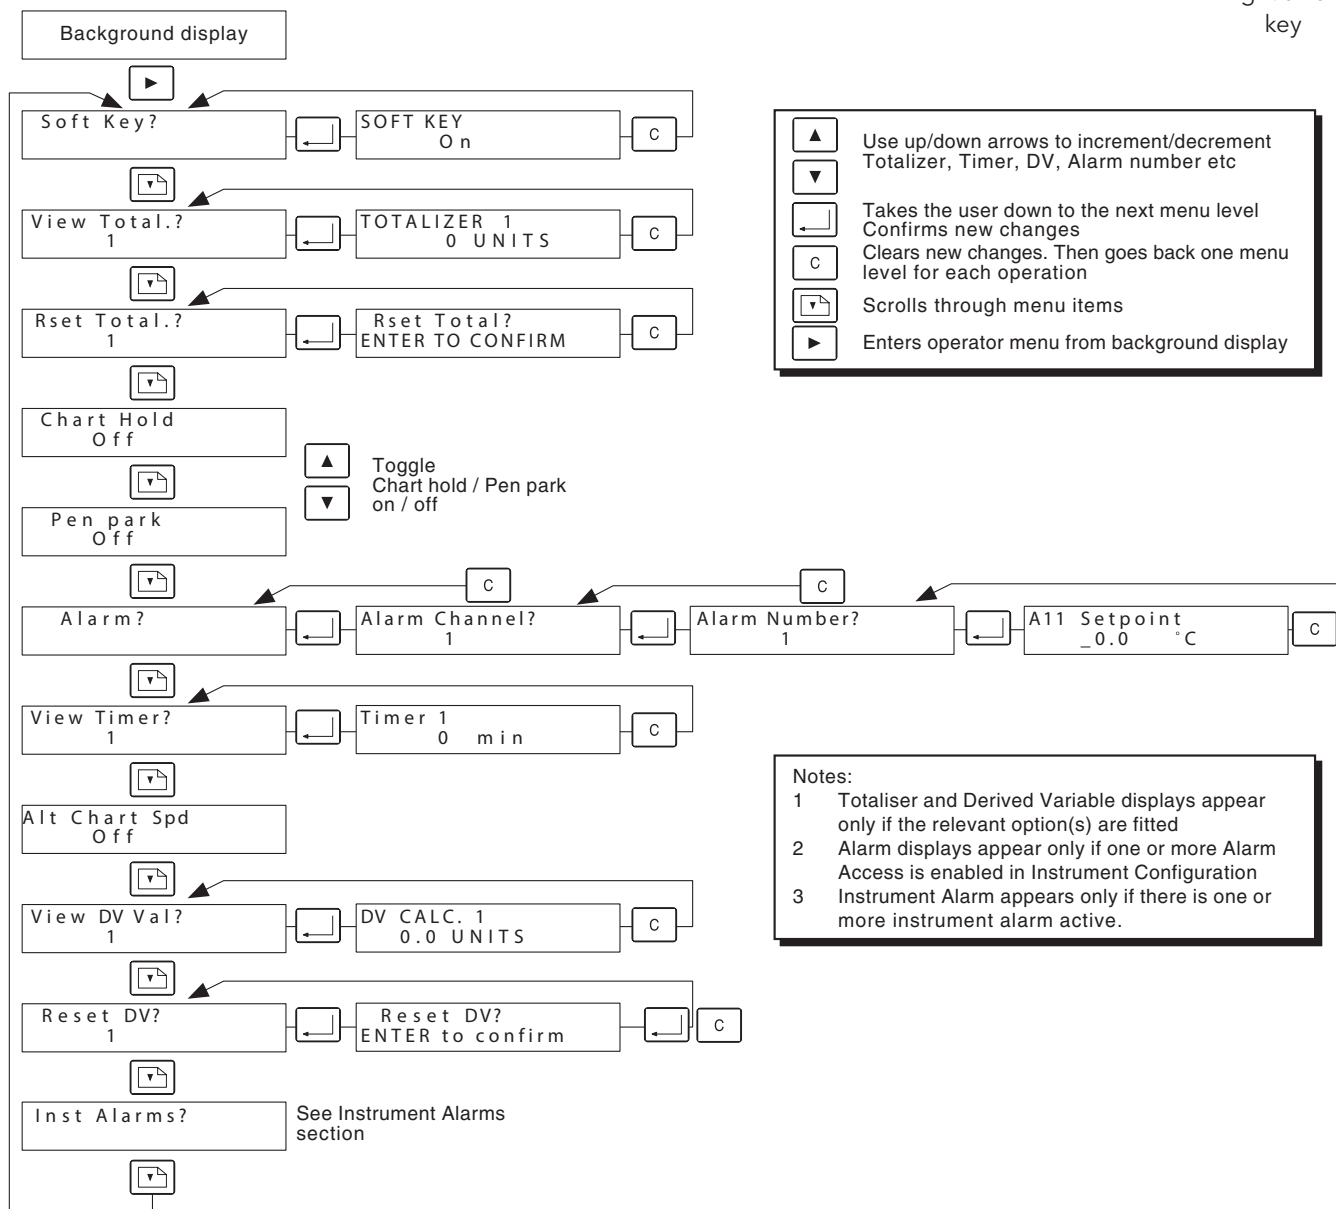 key
Background display
Soft Key?
SOFT KEY
On
C
View Total.?
1
TOTALIZER 1
0 UNITS
C
Rset Total.?
1
Rset Total?
ENTER TO CONFIRM
C
Chart Hold
Off
Toggle
Chart hold / Pen park
on / off
Pen park
Off
C
C
Alarm?
Alarm Channel?
1
Alarm Number?
1
A11 Setpoint
_0.0 °C
C
View Timer?
1
Timer 1
0 min
C
Alt Chart Spd
Off
View DV Val?
1
DV CALC. 1
0.0 UNITS
C
Reset DV?
1
Reset DV?
ENTER to confirm
C
Inst Alarms?
See Instrument Alarms
section
Use up/down arrows to increment/decrement
Totalizer, Timer, DV, Alarm number etc
Takes the user down to the next menu level
Confirms new changes
C
Clears new changes. Then goes back one menu
level for each operation
Scrolls through menu items
Enters operator menu from background display
Notes:
1 Totaliser and Derived Variable displays appear
only if the relevant option(s) are fitted
2 Alarm displays appear only if one or more Alarm
Access is enabled in Instrument Configuration
3 Instrument Alarm appears only if there is one or
more instrument alarm active.